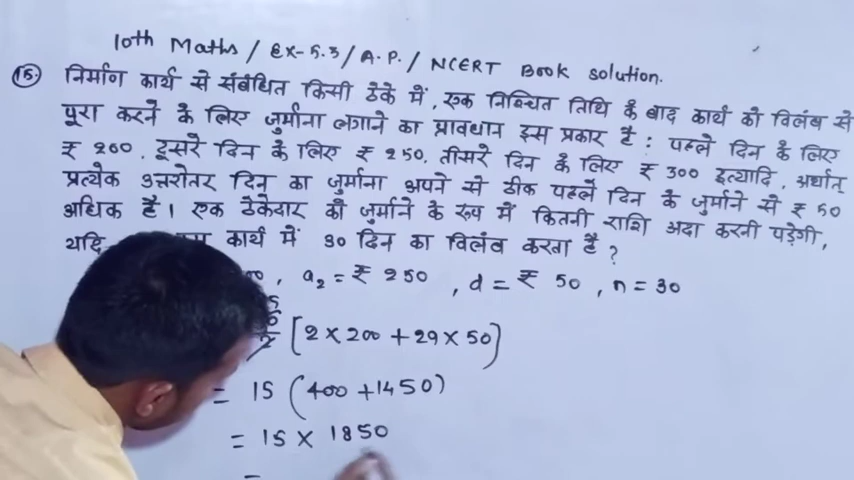 10th Maths / Ex-5.3 / A.P. / NCERT Book solution.
15. निर्माण कार्य से संबंधित किसी ठेके में, एक निश्चित तिथि के बाद कार्य को विलंब से
पूरा करने के लिए जुर्माना लगाने का प्रावधान इस प्रकार है : पहले दिन के लिए
₹ 200, दूसरे दिन के लिए ₹ 250, तीसरे दिन के लिए ₹ 300 इत्यादि, अर्थात्
प्रत्येक उत्तरोतर दिन का जुर्माना अपने से ठीक पहले दिन के जुर्माने से ₹ 50
अधिक है। एक ठेकेदार को जुर्माने के रूप में कितनी राशि अदा करनी पड़ेगी,
यदि कार्य में 30 दिन का विलंब करता है ?
, a₂ = ₹ 250 , d = ₹ 50 , n = 30
[2 × 200 + 29 × 50]
= 15 (400 + 1450)
= 15 × 1850
=